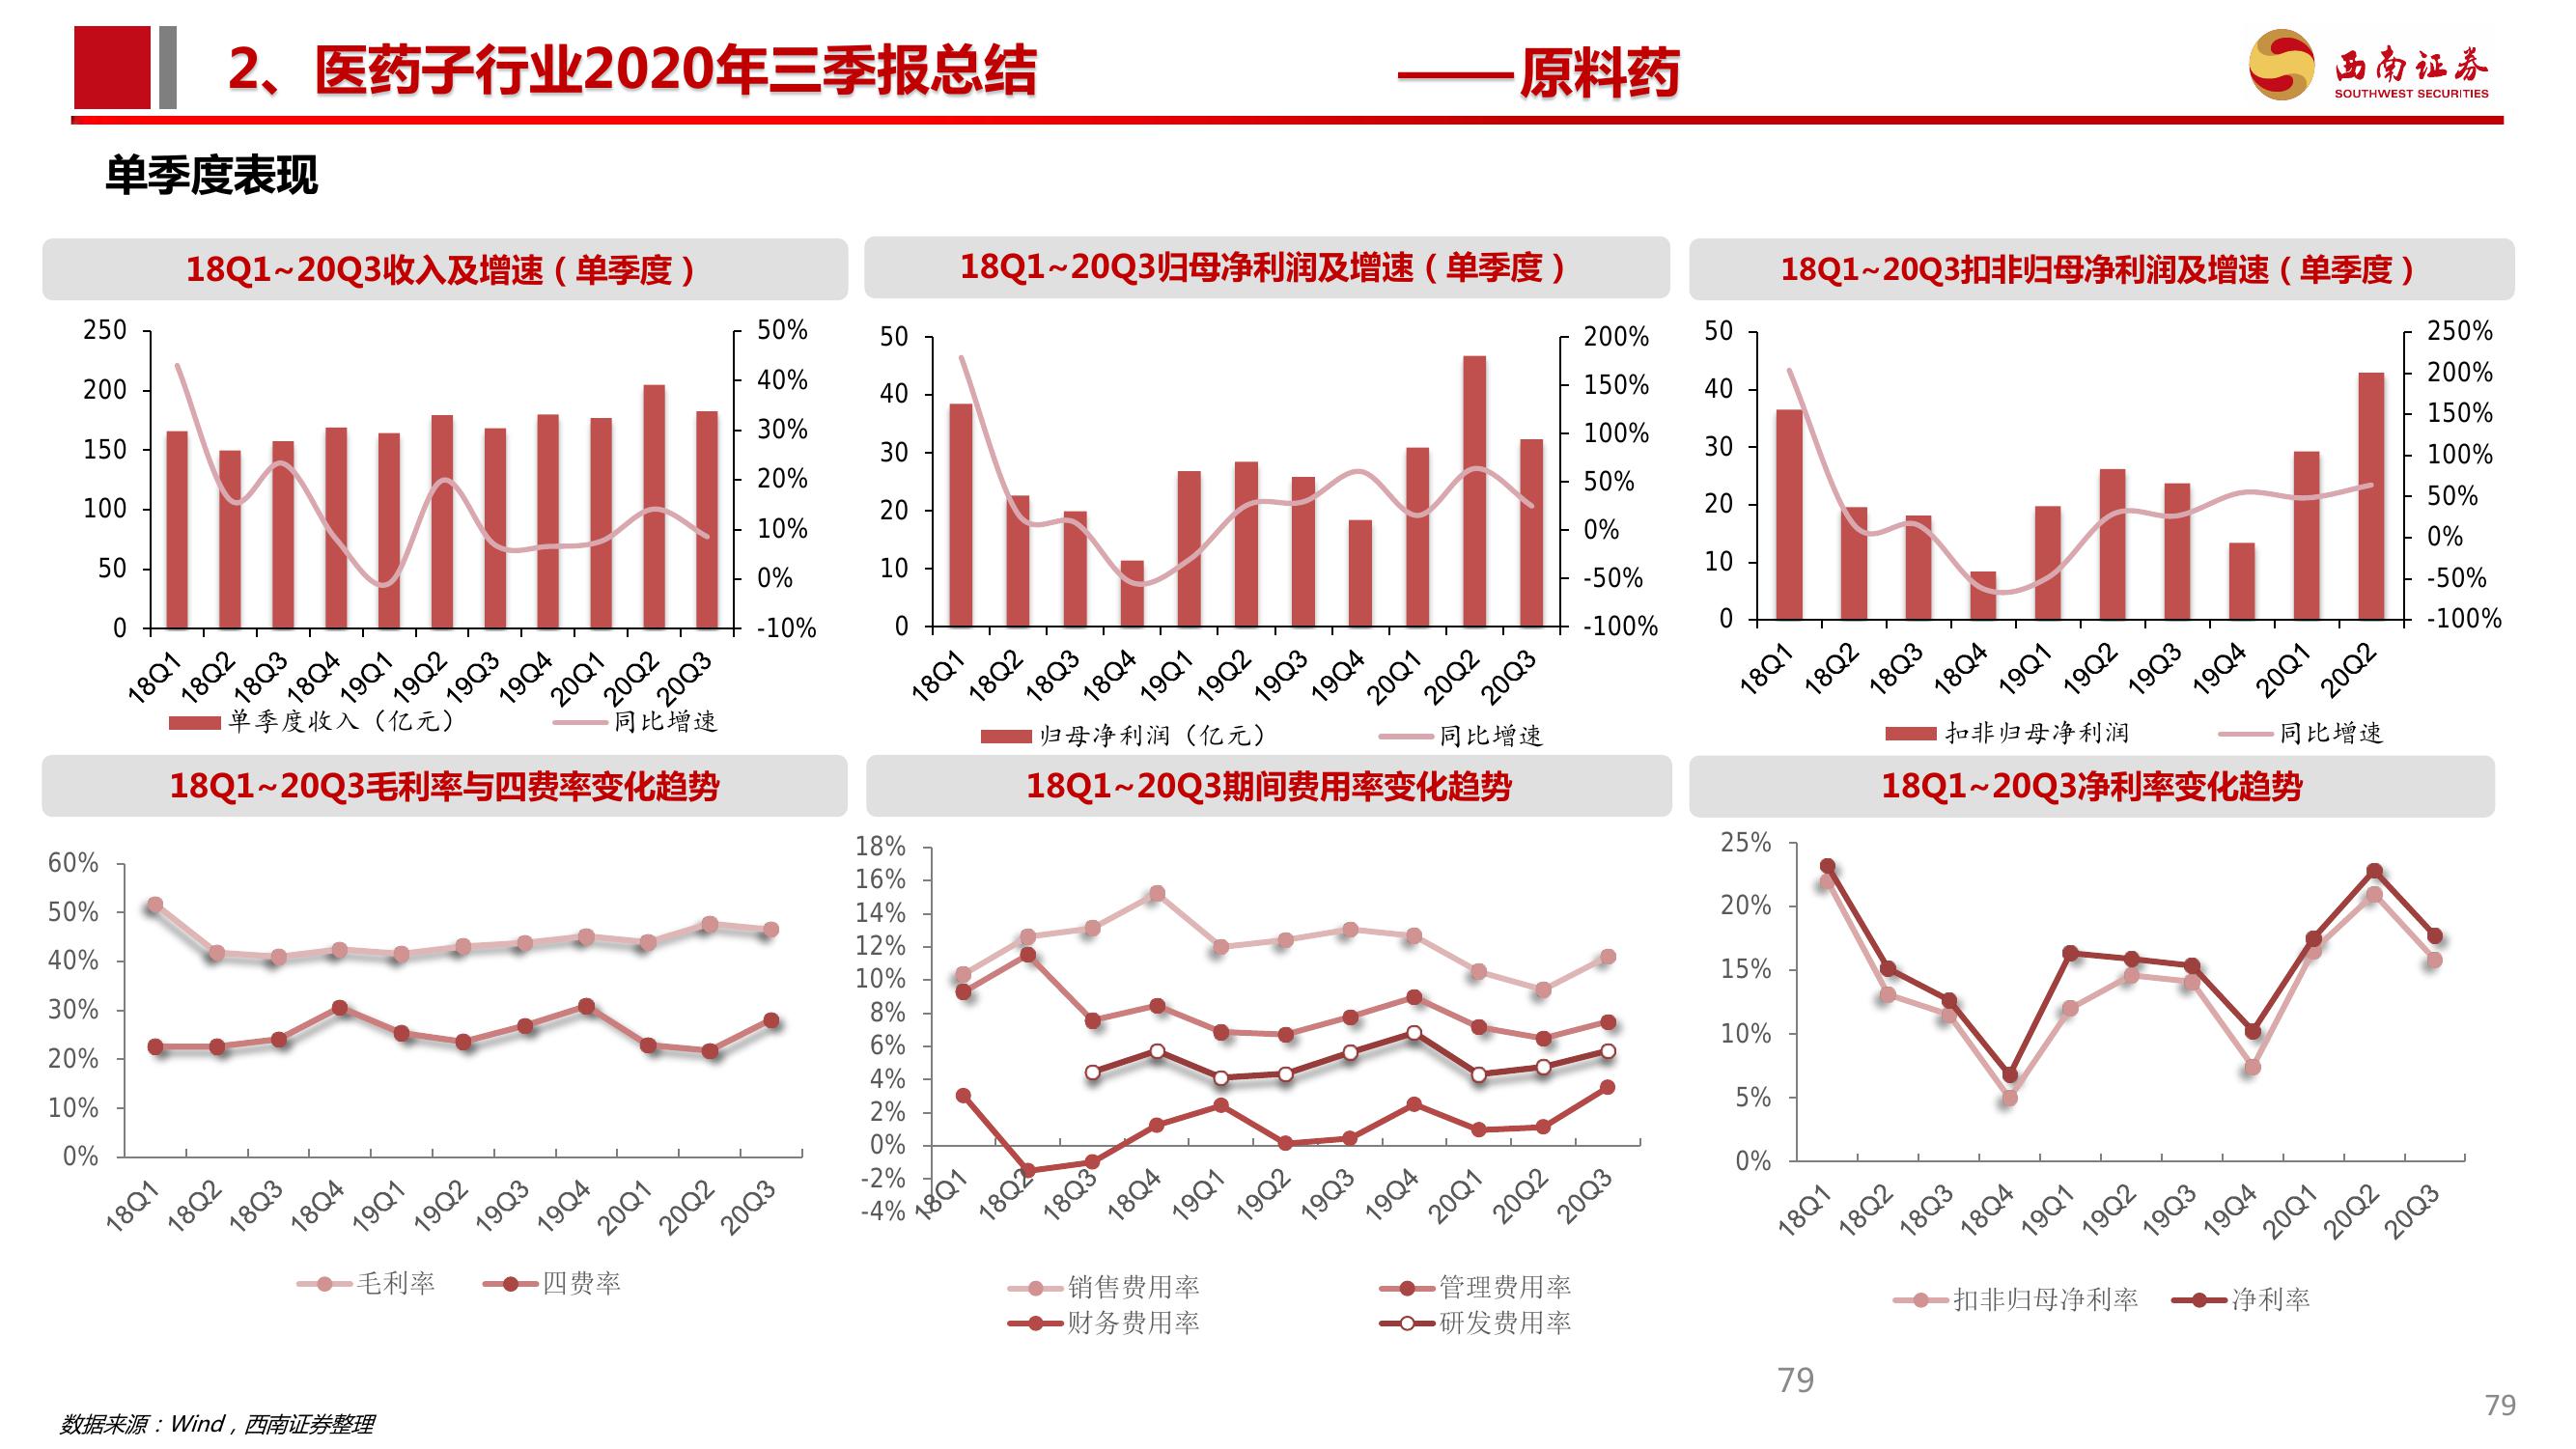 2、医药子行业2020年三季报总结
——原料药
西南证券
SOUTHWEST SECURITIES
单季度表现
18Q1~20Q3收入及增速（单季度）
250
200
150
100
50
0
50%
40%
30%
20%
10%
0%
-10%
18Q1 18Q2 18Q3 18Q4 19Q1 19Q2 19Q3 19Q4 20Q1 20Q2 20Q3
单季度收入（亿元） 同比增速
18Q1~20Q3归母净利润及增速（单季度）
50
40
30
20
10
0
200%
150%
100%
50%
0%
-50%
-100%
18Q1 18Q2 18Q3 18Q4 19Q1 19Q2 19Q3 19Q4 20Q1 20Q2 20Q3
归母净利润（亿元） 同比增速
18Q1~20Q3扣非归母净利润及增速（单季度）
50
40
30
20
10
0
250%
200%
150%
100%
50%
0%
-50%
-100%
18Q1 18Q2 18Q3 18Q4 19Q1 19Q2 19Q3 19Q4 20Q1 20Q2
扣非归母净利润 同比增速
18Q1~20Q3毛利率与四费率变化趋势
60%
50%
40%
30%
20%
10%
0%
18Q1 18Q2 18Q3 18Q4 19Q1 19Q2 19Q3 19Q4 20Q1 20Q2 20Q3
毛利率 四费率
18Q1~20Q3期间费用率变化趋势
18%
16%
14%
12%
10%
8%
6%
4%
2%
0%
-2%
-4%
18Q1 18Q2 18Q3 18Q4 19Q1 19Q2 19Q3 19Q4 20Q1 20Q2 20Q3
销售费用率 管理费用率
财务费用率 研发费用率
18Q1~20Q3净利率变化趋势
25%
20%
15%
10%
5%
0%
18Q1 18Q2 18Q3 18Q4 19Q1 19Q2 19Q3 19Q4 20Q1 20Q2 20Q3
扣非归母净利率 净利率
79
79
数据来源：Wind，西南证券整理